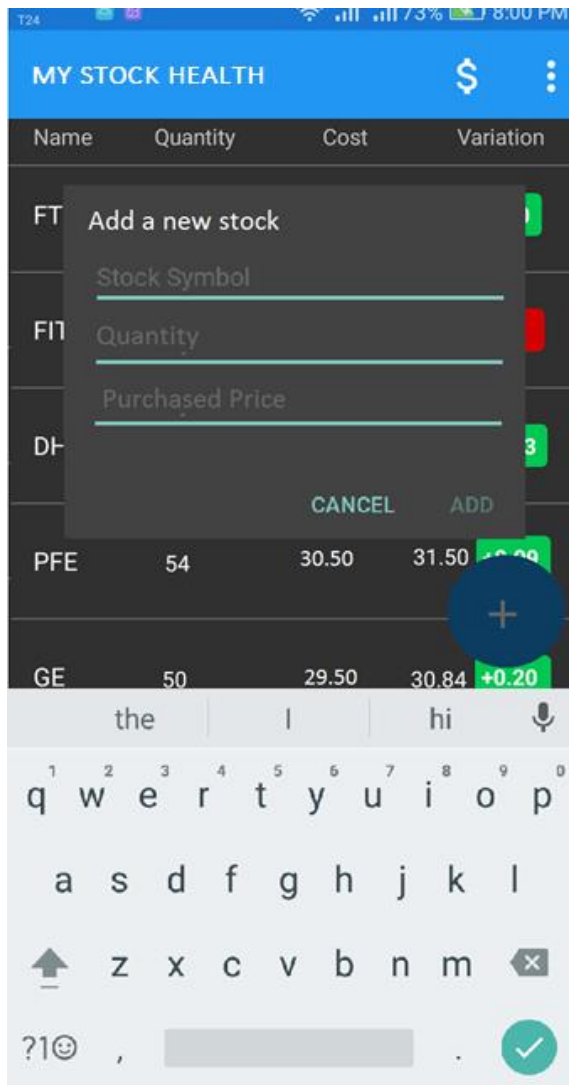 T24 73% 8:00 PM
MY STOCK HEALTH $
Name Quantity Cost Variation
FT
Add a new stock
Stock Symbol
FIT
Quantity
Purchased Price
DH 3
CANCEL ADD
PFE 54 30.50 31.50 +0.09
+
GE 50 29.50 30.84 +0.20
the I hi
1 2 3 4 5 6 7 8 9 0
q w e r t y u i o p
a s d f g h j k l
z x c v b n m
?1☺ , .